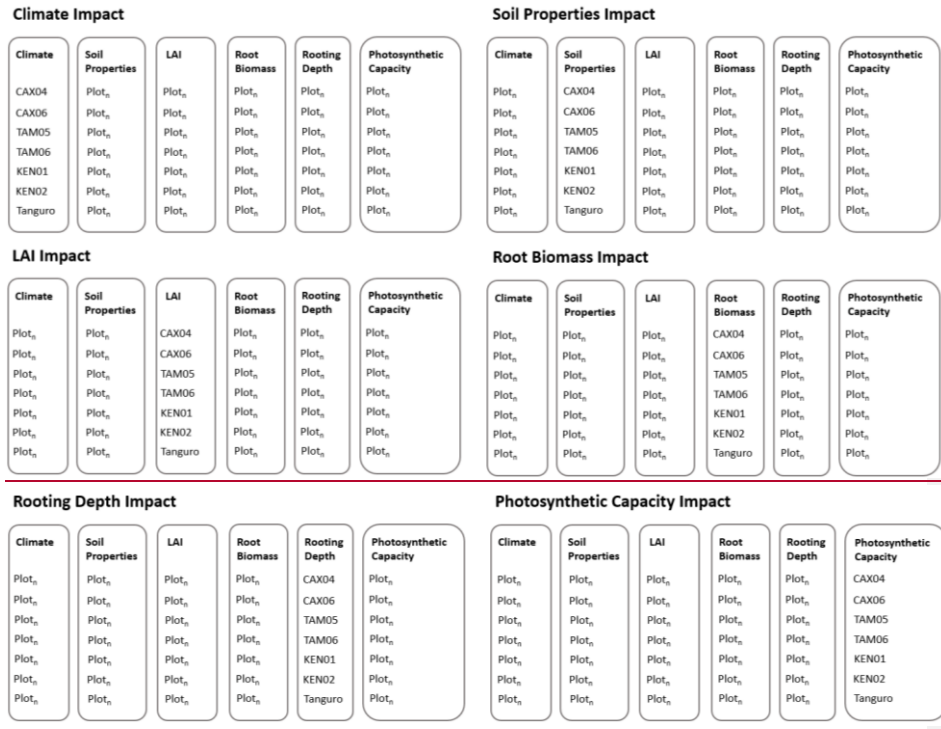 Climate Impact
Climate Soil Properties LAI Root Biomass Rooting Depth Photosynthetic Capacity
CAX04 Plotₙ Plotₙ Plotₙ Plotₙ Plotₙ
CAX06 Plotₙ Plotₙ Plotₙ Plotₙ Plotₙ
TAM05 Plotₙ Plotₙ Plotₙ Plotₙ Plotₙ
TAM06 Plotₙ Plotₙ Plotₙ Plotₙ Plotₙ
KEN01 Plotₙ Plotₙ Plotₙ Plotₙ Plotₙ
KEN02 Plotₙ Plotₙ Plotₙ Plotₙ Plotₙ
Tanguro Plotₙ Plotₙ Plotₙ Plotₙ Plotₙ
Soil Properties Impact
Climate Soil Properties LAI Root Biomass Rooting Depth Photosynthetic Capacity
Plotₙ CAX04 Plotₙ Plotₙ Plotₙ Plotₙ
Plotₙ CAX06 Plotₙ Plotₙ Plotₙ Plotₙ
Plotₙ TAM05 Plotₙ Plotₙ Plotₙ Plotₙ
Plotₙ TAM06 Plotₙ Plotₙ Plotₙ Plotₙ
Plotₙ KEN01 Plotₙ Plotₙ Plotₙ Plotₙ
Plotₙ KEN02 Plotₙ Plotₙ Plotₙ Plotₙ
Plotₙ Tanguro Plotₙ Plotₙ Plotₙ Plotₙ
LAI Impact
Climate Soil Properties LAI Root Biomass Rooting Depth Photosynthetic Capacity
Plotₙ Plotₙ CAX04 Plotₙ Plotₙ Plotₙ
Plotₙ Plotₙ CAX06 Plotₙ Plotₙ Plotₙ
Plotₙ Plotₙ TAM05 Plotₙ Plotₙ Plotₙ
Plotₙ Plotₙ TAM06 Plotₙ Plotₙ Plotₙ
Plotₙ Plotₙ KEN01 Plotₙ Plotₙ Plotₙ
Plotₙ Plotₙ KEN02 Plotₙ Plotₙ Plotₙ
Plotₙ Plotₙ Tanguro Plotₙ Plotₙ Plotₙ
Root Biomass Impact
Climate Soil Properties LAI Root Biomass Rooting Depth Photosynthetic Capacity
Plotₙ Plotₙ Plotₙ CAX04 Plotₙ Plotₙ
Plotₙ Plotₙ Plotₙ CAX06 Plotₙ Plotₙ
Plotₙ Plotₙ Plotₙ TAM05 Plotₙ Plotₙ
Plotₙ Plotₙ Plotₙ TAM06 Plotₙ Plotₙ
Plotₙ Plotₙ Plotₙ KEN01 Plotₙ Plotₙ
Plotₙ Plotₙ Plotₙ KEN02 Plotₙ Plotₙ
Plotₙ Plotₙ Plotₙ Tanguro Plotₙ Plotₙ
Rooting Depth Impact
Climate Soil Properties LAI Root Biomass Rooting Depth Photosynthetic Capacity
Plotₙ Plotₙ Plotₙ Plotₙ CAX04 Plotₙ
Plotₙ Plotₙ Plotₙ Plotₙ CAX06 Plotₙ
Plotₙ Plotₙ Plotₙ Plotₙ TAM05 Plotₙ
Plotₙ Plotₙ Plotₙ Plotₙ TAM06 Plotₙ
Plotₙ Plotₙ Plotₙ Plotₙ KEN01 Plotₙ
Plotₙ Plotₙ Plotₙ Plotₙ KEN02 Plotₙ
Plotₙ Plotₙ Plotₙ Plotₙ Tanguro Plotₙ
Photosynthetic Capacity Impact
Climate Soil Properties LAI Root Biomass Rooting Depth Photosynthetic Capacity
Plotₙ Plotₙ Plotₙ Plotₙ Plotₙ CAX04
Plotₙ Plotₙ Plotₙ Plotₙ Plotₙ CAX06
Plotₙ Plotₙ Plotₙ Plotₙ Plotₙ TAM05
Plotₙ Plotₙ Plotₙ Plotₙ Plotₙ TAM06
Plotₙ Plotₙ Plotₙ Plotₙ Plotₙ KEN01
Plotₙ Plotₙ Plotₙ Plotₙ Plotₙ KEN02
Plotₙ Plotₙ Plotₙ Plotₙ Plotₙ Tanguro